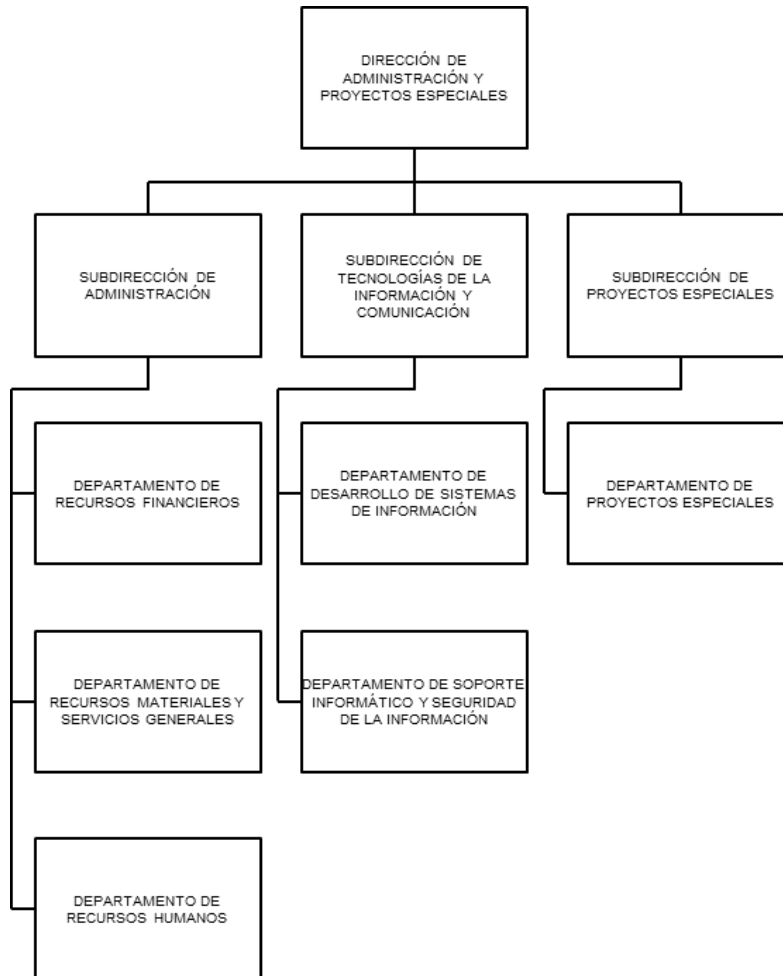 DIRECCIÓN DE
ADMINISTRACIÓN Y
PROYECTOS ESPECIALES
SUBDIRECCIÓN DE
ADMINISTRACIÓN
SUBDIRECCIÓN DE
TECNOLOGÍAS DE LA
INFORMACIÓN Y
COMUNICACIÓN
SUBDIRECCIÓN DE
PROYECTOS ESPECIALES
DEPARTAMENTO DE
RECURSOS FINANCIEROS
DEPARTAMENTO DE
DESARROLLO DE SISTEMAS
DE INFORMACIÓN
DEPARTAMENTO DE
PROYECTOS ESPECIALES
DEPARTAMENTO DE
RECURSOS MATERIALES Y
SERVICIOS GENERALES
DEPARTAMENTO DE SOPORTE
INFORMÁTICO Y SEGURIDAD
DE LA INFORMACIÓN
DEPARTAMENTO DE
RECURSOS HUMANOS